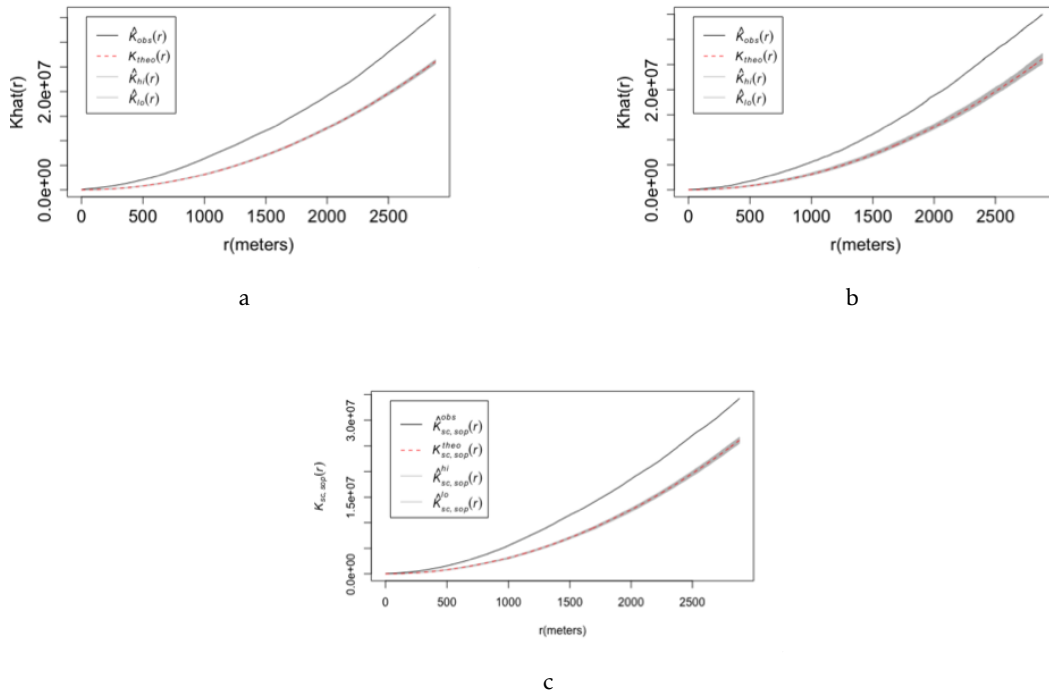 K̂obs(r)
Ktheo(r)
K̂hi(r)
K̂lo(r)
Khat(r)
0.0e+00
2.0e+07
0 500 1000 1500 2000 2500
r(meters)
a
K̂obs(r)
Ktheo(r)
K̂hi(r)
K̂lo(r)
Khat(r)
0.0e+00
2.0e+07
0 500 1000 1500 2000 2500
r(meters)
b
K̂sc, sop obs(r)
Ksc, sop theo(r)
K̂sc, sop hi(r)
K̂sc, sop lo(r)
Ksc, sop(r)
0.0e+00
1.5e+07
3.0e+07
0 500 1000 1500 2000 2500
r(meters)
c